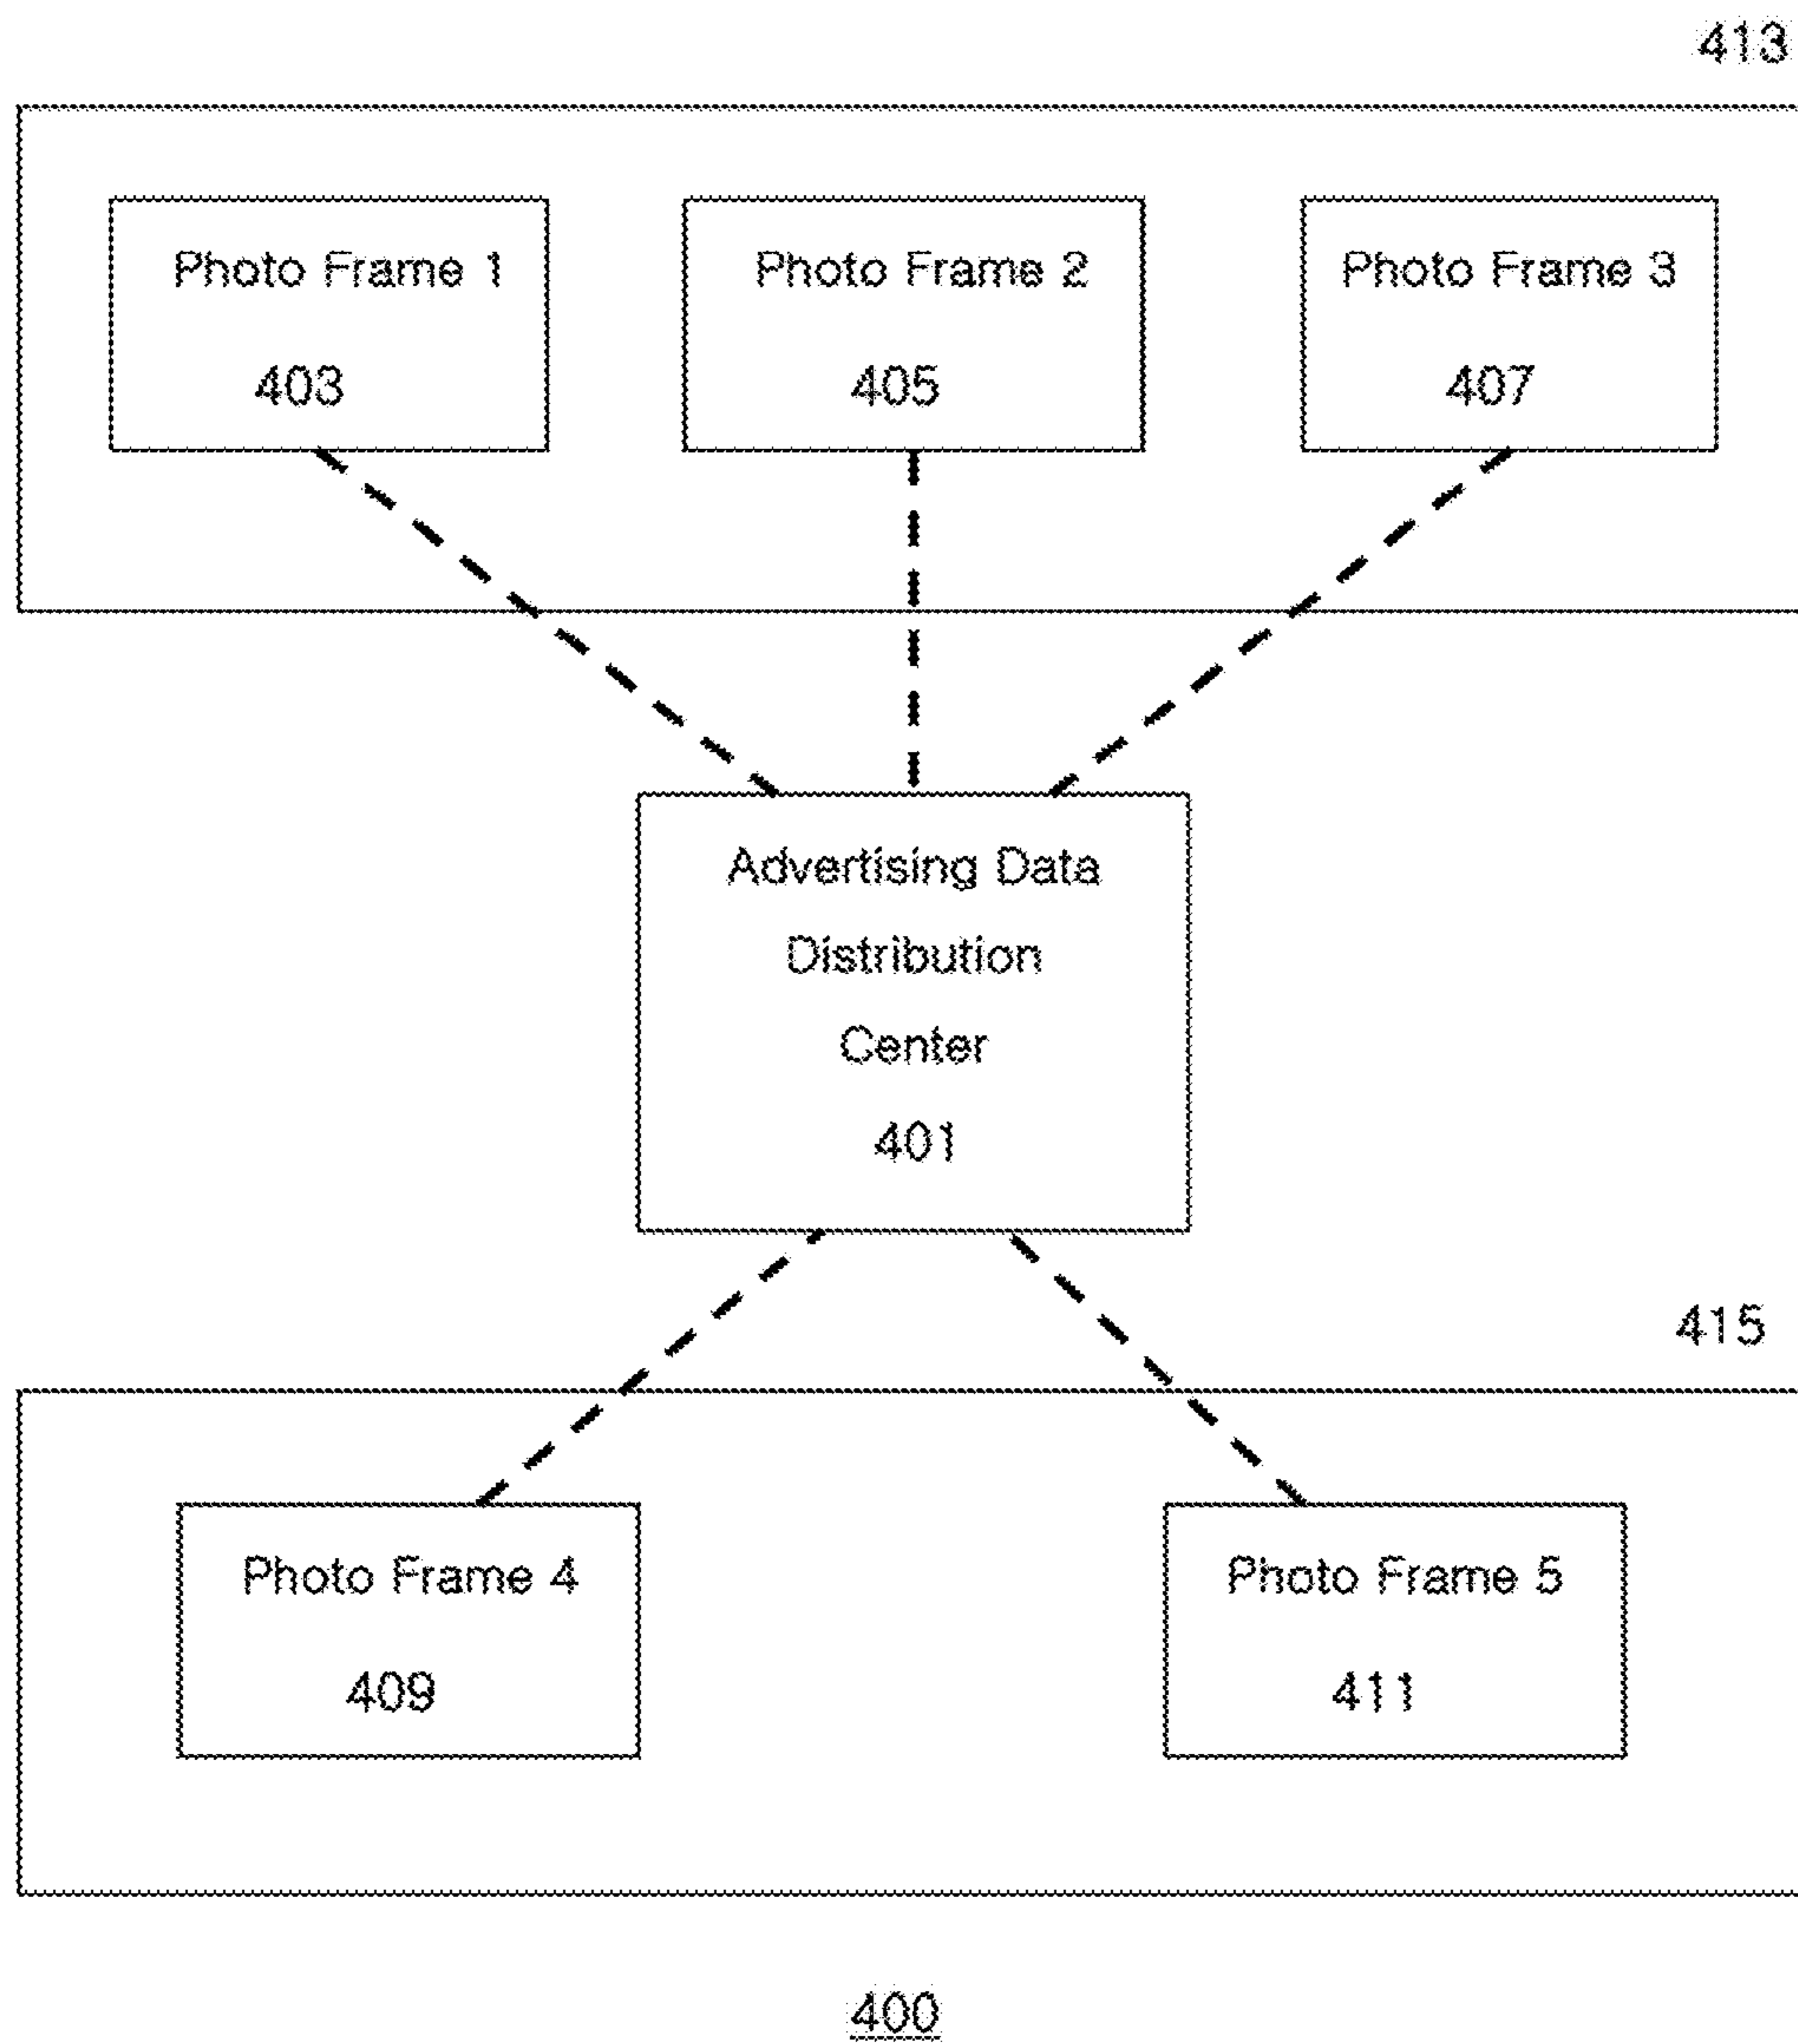 413
Photo Frame 1
403
Photo Frame 2
405
Photo Frame 3
407
Advertising Data
Distribution
Center
401
415
Photo Frame 4
409
Photo Frame 5
411
400